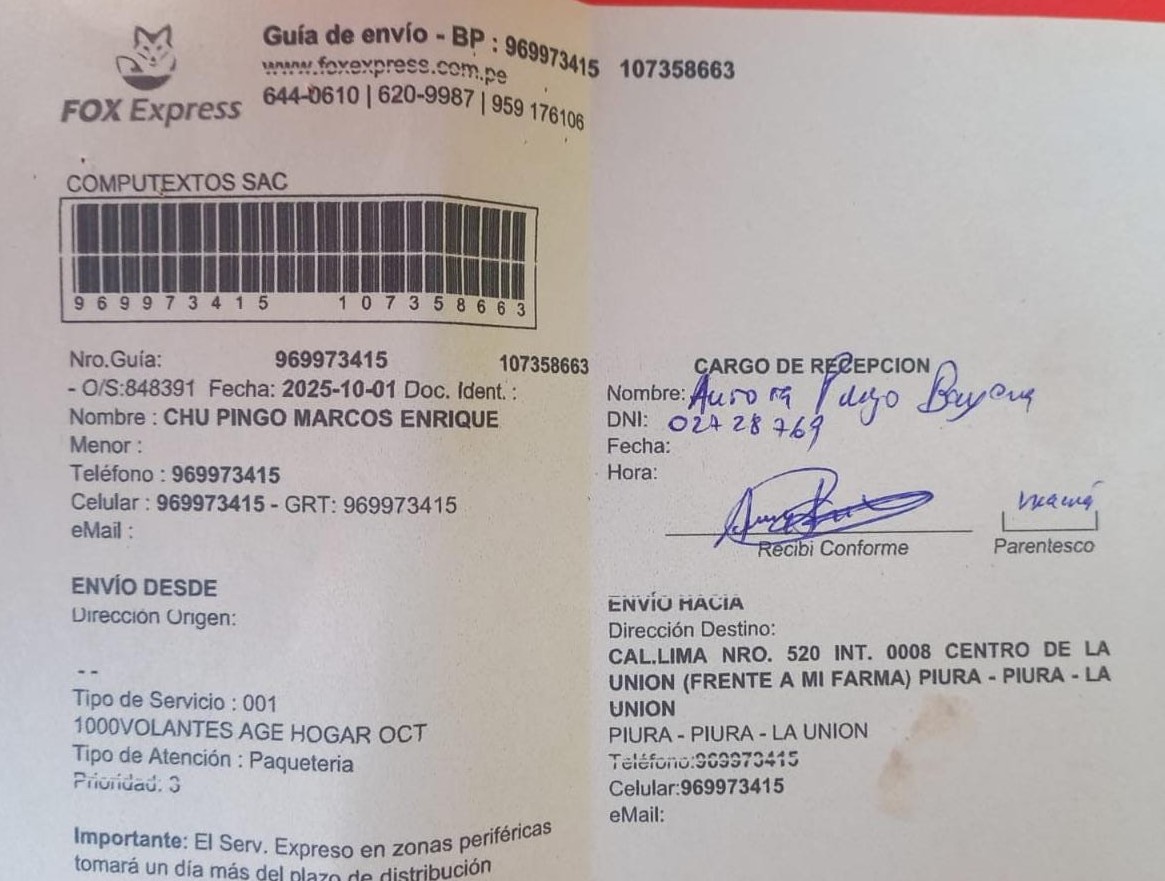 Guía de envío - BP : 969973415 107358663
www.foxexpress.com.pe
644-0610 | 620-9987 | 959 176106
FOX Express
COMPUTEXTOS SAC
969973415 107358663
Nro.Guía: 969973415 107358663
- O/S:848391 Fecha: 2025-10-01 Doc. Ident. :
Nombre : CHU PINGO MARCOS ENRIQUE
Menor :
Teléfono : 969973415
Celular : 969973415 - GRT: 969973415
eMail :
ENVÍO DESDE
Dirección Origen:
--
Tipo de Servicio : 001
1000VOLANTES AGE HOGAR OCT
Tipo de Atención : Paqueteria
Prioridad: 3
Importante: El Serv. Expreso en zonas periféricas
tomará un día más del plazo de distribución
CARGO DE RECEPCION
Nombre: Aurora
DNI: 02728769
Fecha:
Hora:
Recibi Conforme
mamá
Parentesco
ENVÍO HACIA
Dirección Destino:
CAL.LIMA NRO. 520 INT. 0008 CENTRO DE LA
UNION (FRENTE A MI FARMA) PIURA - PIURA - LA
UNION
PIURA - PIURA - LA UNION
Teléfono:969973415
Celular:969973415
eMail: